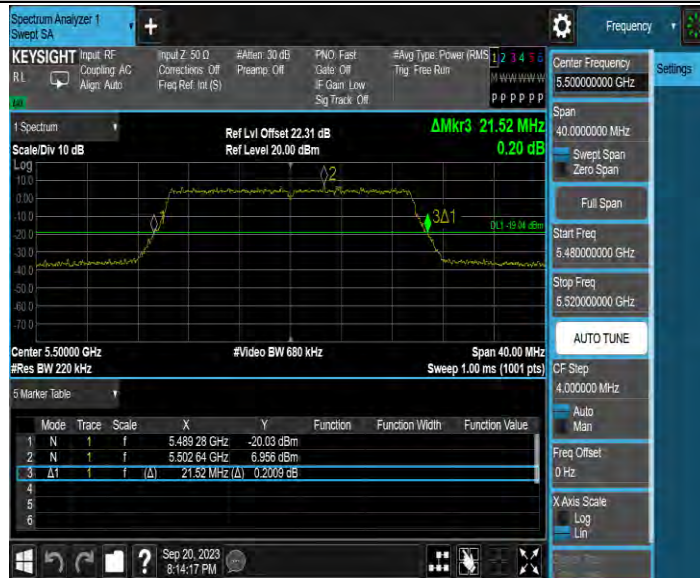 Spectrum Analyzer 1
Swept SA
+
Frequency
KEYSIGHT Input: RF Input Z: 50 Ω #Atten: 30 dB PNO: Fast #Avg Type: Power (RMS 1 2 3 4 5 6
RL Coupling: AC Corrections: Off Preamp: Off Gate: Off Trig: Free Run M W W W W W
Align: Auto Freq Ref: Int (S) IF Gain: Low
Sig Track: Off P P P P P P
1 Spectrum
Ref Lvl Offset 22.31 dB ΔMkr3 21.52 MHz
Scale/Div 10 dB Ref Level 20.00 dBm 0.20 dB
Log
10.0
0.00
-10.0
-20.0
-30.0
-40.0
-50.0
-60.0
-70.0
1
2
3Δ1
DL1 -19.04 dBm
Center 5.50000 GHz #Video BW 680 kHz Span 40.00 MHz
#Res BW 220 kHz Sweep 1.00 ms (1001 pts)
5 Marker Table
Mode Trace Scale X Y Function Function Width Function Value
1 N 1 f 5.489 28 GHz -20.03 dBm
2 N 1 f 5.502 64 GHz 6.956 dBm
3 Δ1 1 f (Δ) 21.52 MHz (Δ) 0.2009 dB
4
5
6
? Sep 20, 2023
8:14:17 PM
Center Frequency
5.500000000 GHz
Settings
Span
40.0000000 MHz
Swept Span
Zero Span
Full Span
Start Freq
5.480000000 GHz
Stop Freq
5.520000000 GHz
AUTO TUNE
CF Step
4.000000 MHz
Auto
Man
Freq Offset
0 Hz
X Axis Scale
Log
Lin